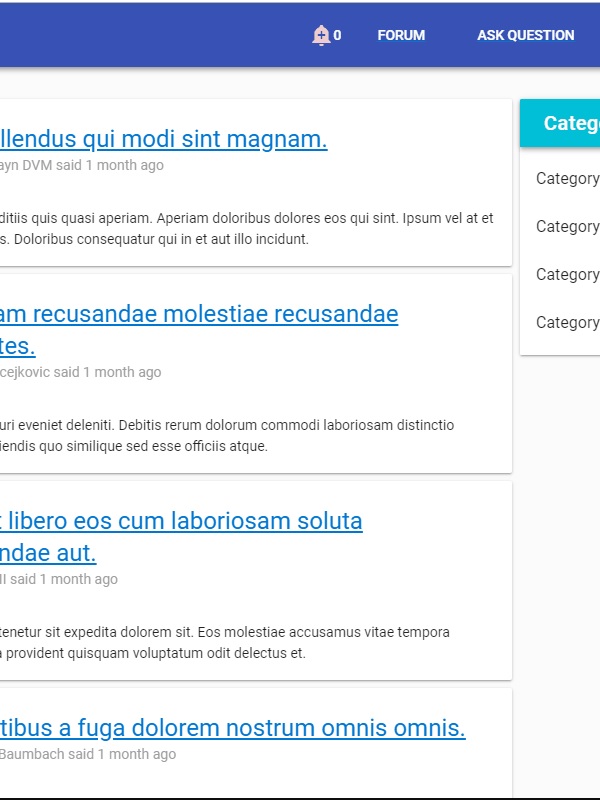 0 FORUM ASK QUESTION
llendus qui modi sint magnam.
ayn DVM said 1 month ago
ditiis quis quasi aperiam. Aperiam doloribus dolores eos qui sint. Ipsum vel at et
s. Doloribus consequatur qui in et aut illo incidunt.
am recusandae molestiae recusandae
tes.
cejkovic said 1 month ago
uri eveniet deleniti. Debitis rerum dolorum commodi laboriosam distinctio
iendis quo similique sed esse officiis atque.
t libero eos cum laboriosam soluta
ndae aut.
II said 1 month ago
tenetur sit expedita dolorem sit. Eos molestiae accusamus vitae tempora
a provident quisquam voluptatum odit delectus et.
tibus a fuga dolorem nostrum omnis omnis.
Baumbach said 1 month ago
Categ
Category
Category
Category
Category